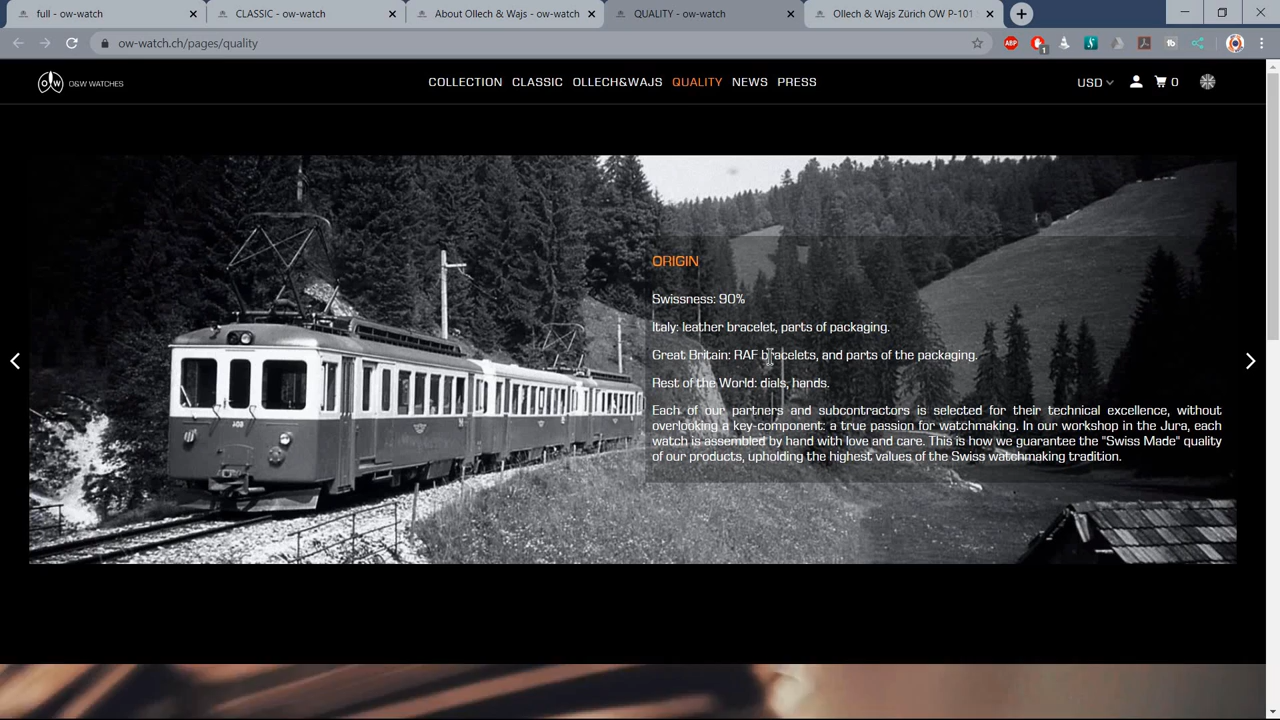 full - ow-watch
CLASSIC - ow-watch
About Ollech & Wajs - ow-watch
QUALITY - ow-watch
Ollech & Wajs Zürich OW P-101
ow-watch.ch/pages/quality
ABP
1
fb
OW O&W WATCHES
COLLECTION CLASSIC OLLECH&WAJS QUALITY NEWS PRESS
USD 0
ORIGIN
Swissness: 90%
Italy: leather bracelet, parts of packaging.
Great Britain: RAF bracelets, and parts of the packaging.
Rest of the World: dials, hands.
Each of our partners and subcontractors is selected for their technical excellence, without
overlooking a key-component: a true passion for watchmaking. In our workshop in the Jura, each
watch is assembled by hand with love and care. This is how we guarantee the "Swiss Made" quality
of our products, upholding the highest values of the Swiss watchmaking tradition.